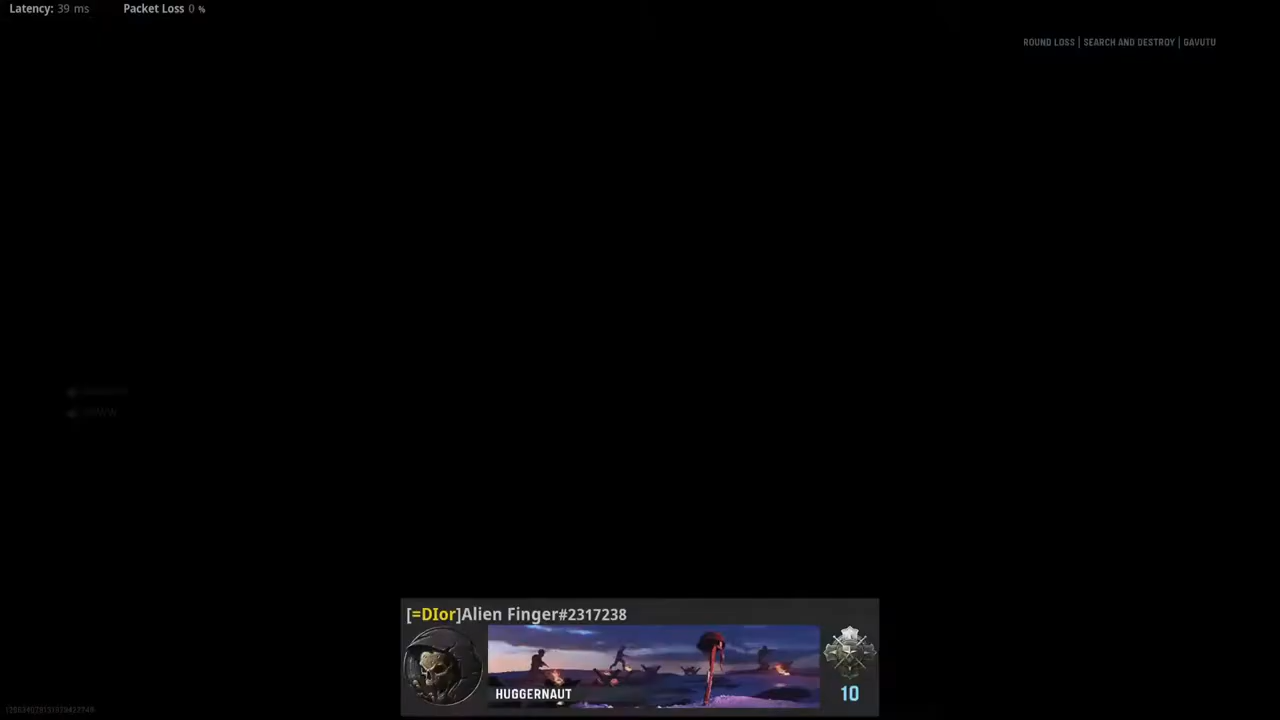 Latency: 39 ms Packet Loss 0 %
ROUND LOSS | SEARCH AND DESTROY | GAVUTU
[=DIor]Alien Finger#2317238
HUGGERNAUT
10